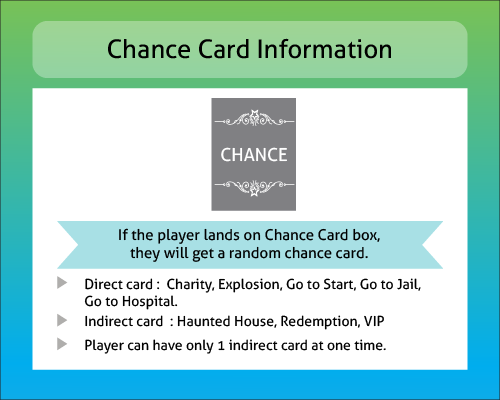 Chance Card Information
CHANCE
If the player lands on Chance Card box,
they will get a random chance card.
Direct card :  Charity, Explosion, Go to Start, Go to Jail,
Go to Hospital.
Indirect card  : Haunted House, Redemption, VIP
Player can have only 1 indirect card at one time.